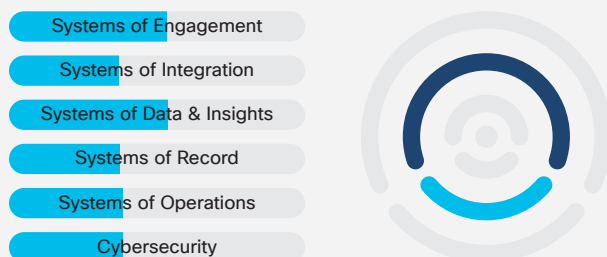 Systems of Engagement
Systems of Integration
Systems of Data & Insights
Systems of Record
Systems of Operations
Cybersecurity